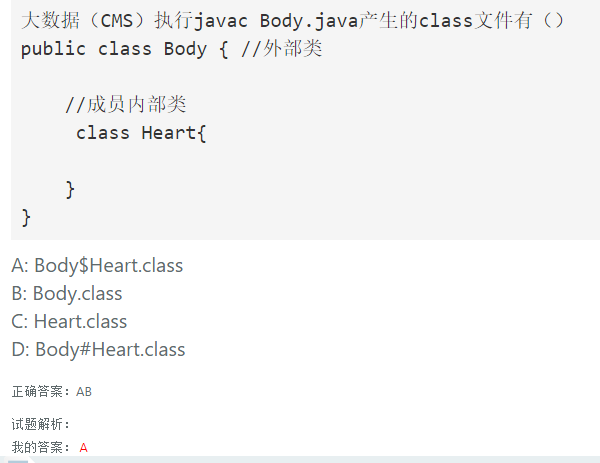 大数据（CMS）执行javac Body.java产生的class文件有（）
public class Body { //外部类
//成员内部类
class Heart{
}
}
A: Body$Heart.class
B: Body.class
C: Heart.class
D: Body#Heart.class
正确答案：AB
试题解析：
我的答案：A